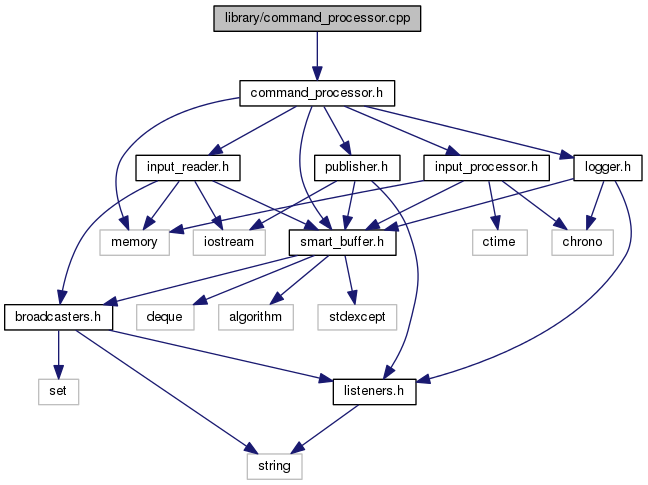 library/command_processor.cpp
command_processor.h
input_reader.h
publisher.h
input_processor.h
logger.h
memory
iostream
smart_buffer.h
ctime
chrono
broadcasters.h
deque
algorithm
stdexcept
set
listeners.h
string